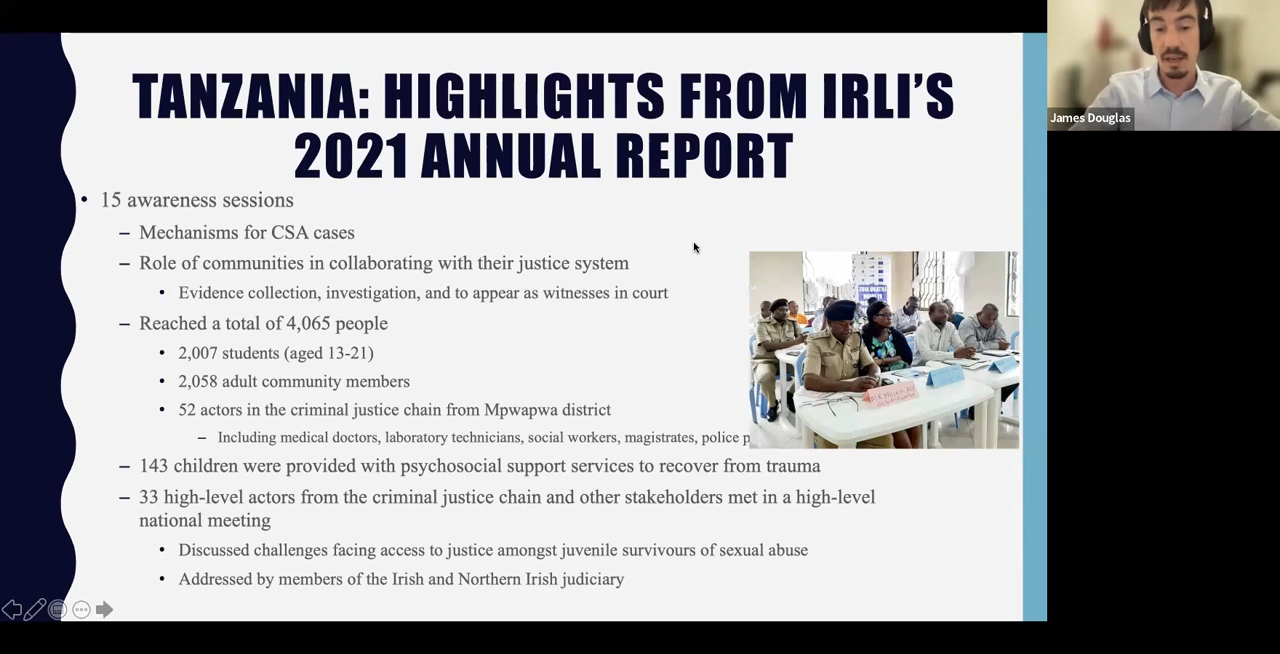 TANZANIA: HIGHLIGHTS FROM IRLI'S
2021 ANNUAL REPORT
• 15 awareness sessions
– Mechanisms for CSA cases
– Role of communities in collaborating with their justice system
• Evidence collection, investigation, and to appear as witnesses in court
– Reached a total of 4,065 people
• 2,007 students (aged 13-21)
• 2,058 adult community members
• 52 actors in the criminal justice chain from Mpwapwa district
– Including medical doctors, laboratory technicians, social workers, magistrates, police p
– 143 children were provided with psychosocial support services to recover from trauma
– 33 high-level actors from the criminal justice chain and other stakeholders met in a high-level
national meeting
• Discussed challenges facing access to justice amongst juvenile survivours of sexual abuse
• Addressed by members of the Irish and Northern Irish judiciary
James Douglas